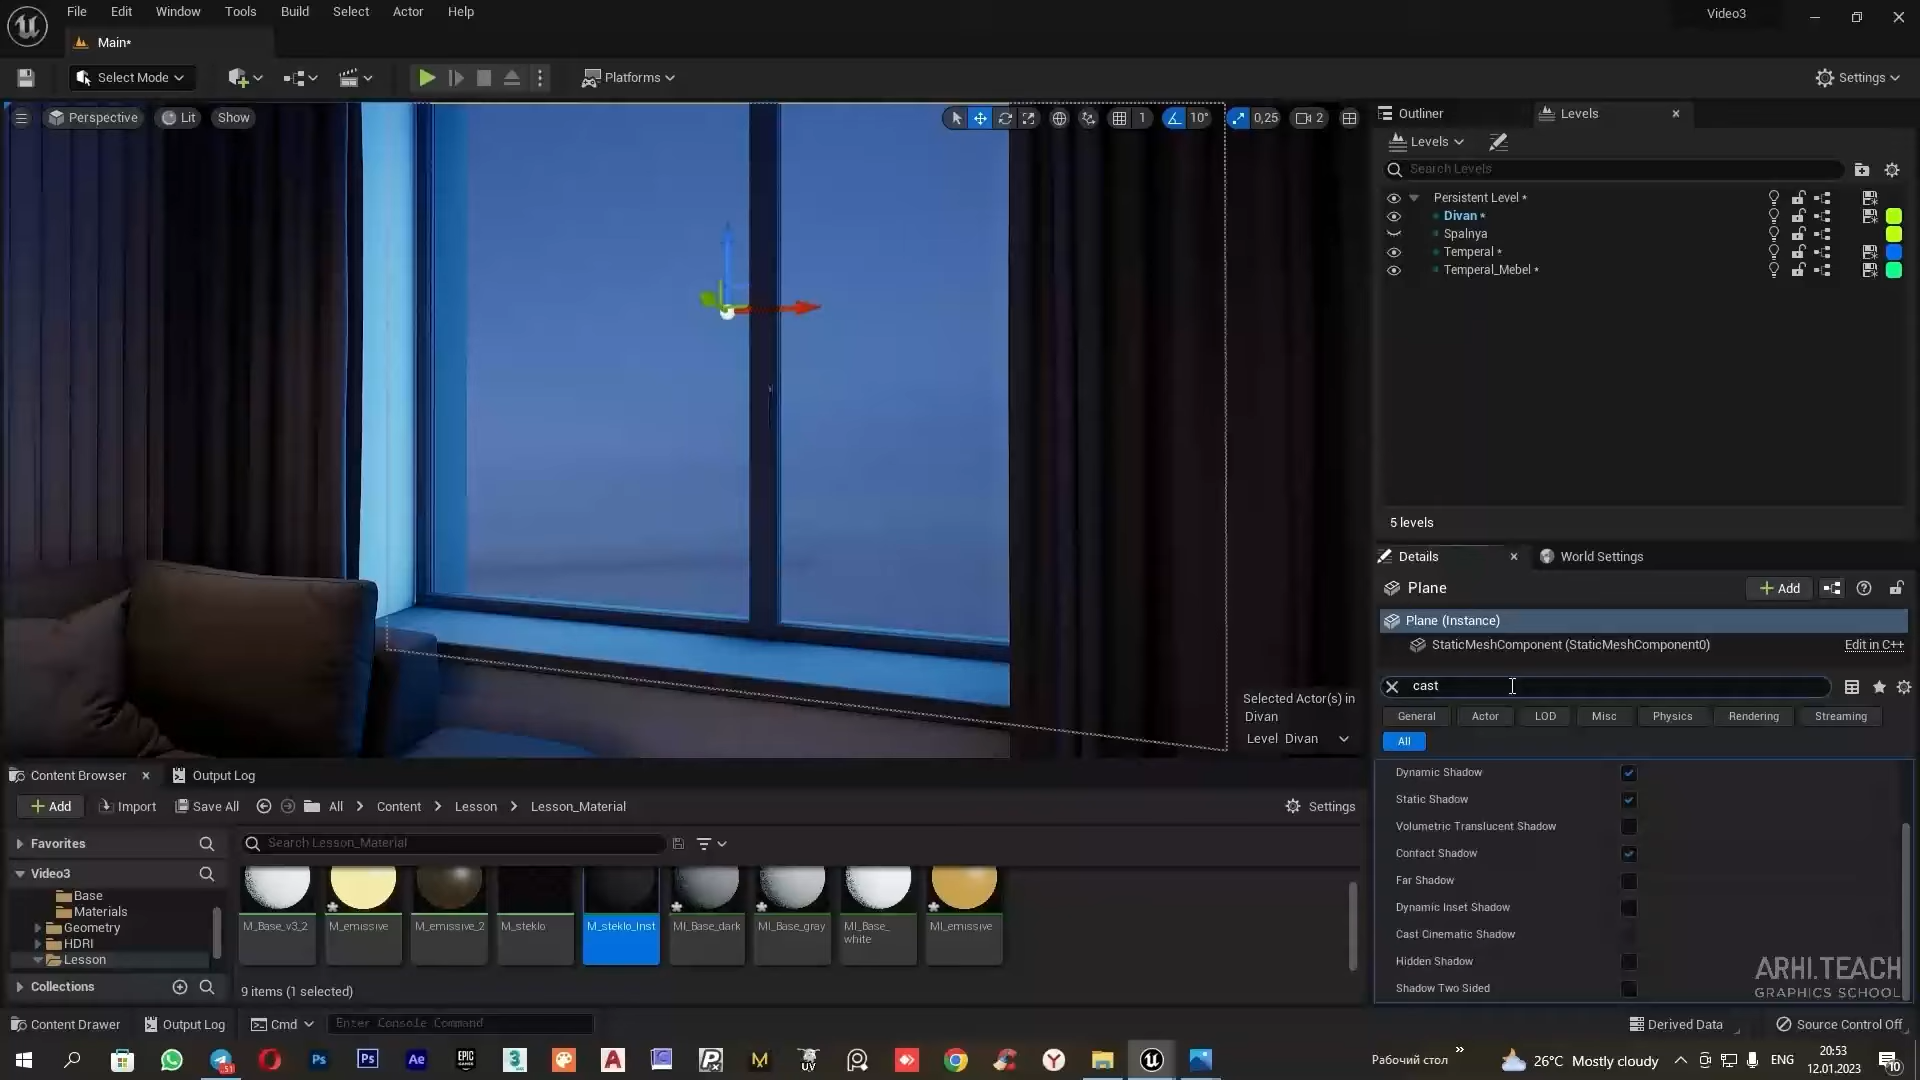 File Edit Window Tools Build Select Actor Help
Video3
Main*
Select Mode
Platforms
Settings
Perspective Lit Show
1 10° 0,25 2
Outliner Levels
Levels
Search Levels
Persistent Level *
Divan *
Spalnya
Temporal *
Temperal_Mebel *
5 levels
Details World Settings
Plane
Add
Plane (Instance)
StaticMeshComponent (StaticMeshComponent0) Edit in C++
cast
General Actor LOD Misc Physics Rendering Streaming
All
Dynamic Shadow
Static Shadow
Volumetric Translucent Shadow
Contact Shadow
Far Shadow
Dynamic Inset Shadow
Cast Cinematic Shadow
Hidden Shadow
Shadow Two Sided
ARHI.TEACH
GRAPHICS SCHOOL
Selected Actor(s) in
Divan
Level Divan
Content Browser Output Log
Add Import Save All All Content Lesson Lesson_Material Settings
Favorites
Search Lesson_Material
Video3
Base
Materials
Geometry
HDRI
Lesson
Collections
M_Base_v3_2 M_emissive M_emissive_2 M_steklo M_steklo_Inst MI_Base_dark MI_Base_gray MI_Base_
white MI_emissive
9 items (1 selected)
Content Drawer Output Log Cmd Enter Console Command
Derived Data Source Control Off
Рабочий стол
26°C Mostly cloudy
ENG
20:53
12.01.2023
10